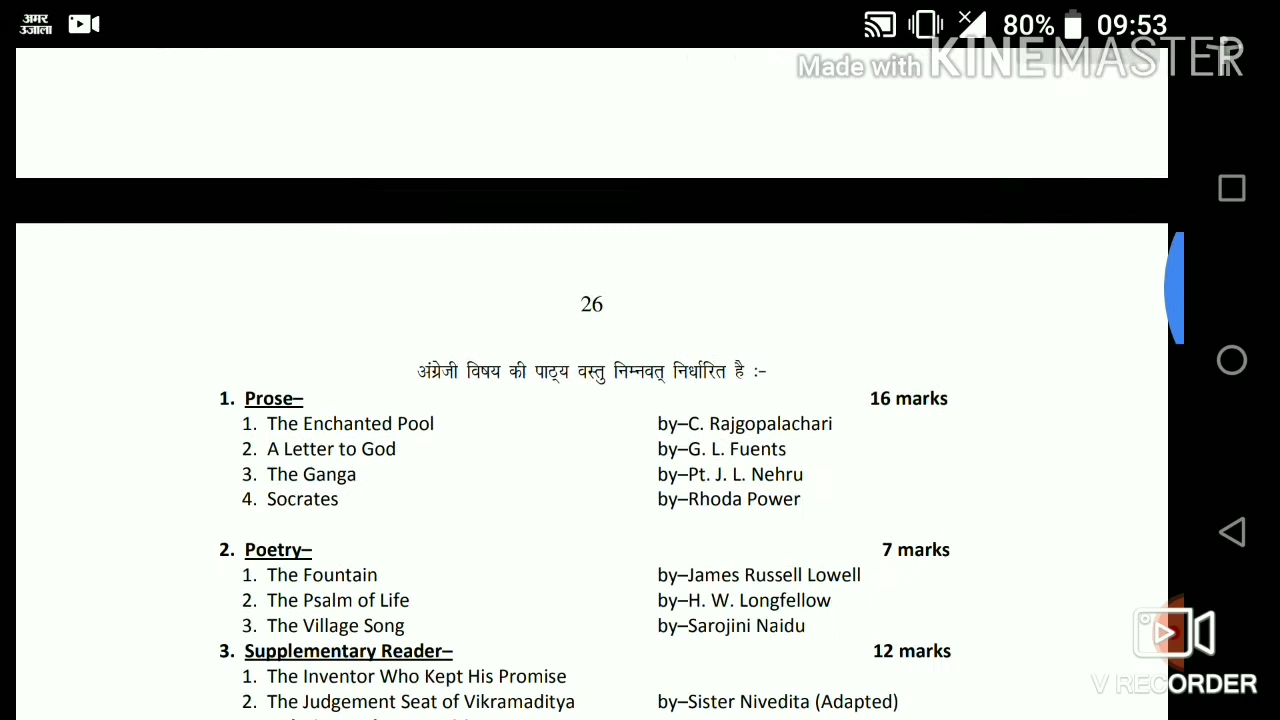 अमर
उजाला
80% 09:53
Made with KINEMASTER
26
अंग्रेजी विषय की पाठ्य वस्तु निम्नवत् निर्धारित है :-
1. Prose– 16 marks
1. The Enchanted Pool by–C. Rajgopalachari
2. A Letter to God by–G. L. Fuents
3. The Ganga by–Pt. J. L. Nehru
4. Socrates by–Rhoda Power
2. Poetry– 7 marks
1. The Fountain by–James Russell Lowell
2. The Psalm of Life by–H. W. Longfellow
3. The Village Song by–Sarojini Naidu
3. Supplementary Reader– 12 marks
1. The Inventor Who Kept His Promise
2. The Judgement Seat of Vikramaditya by–Sister Nivedita (Adapted)
V RECORDER